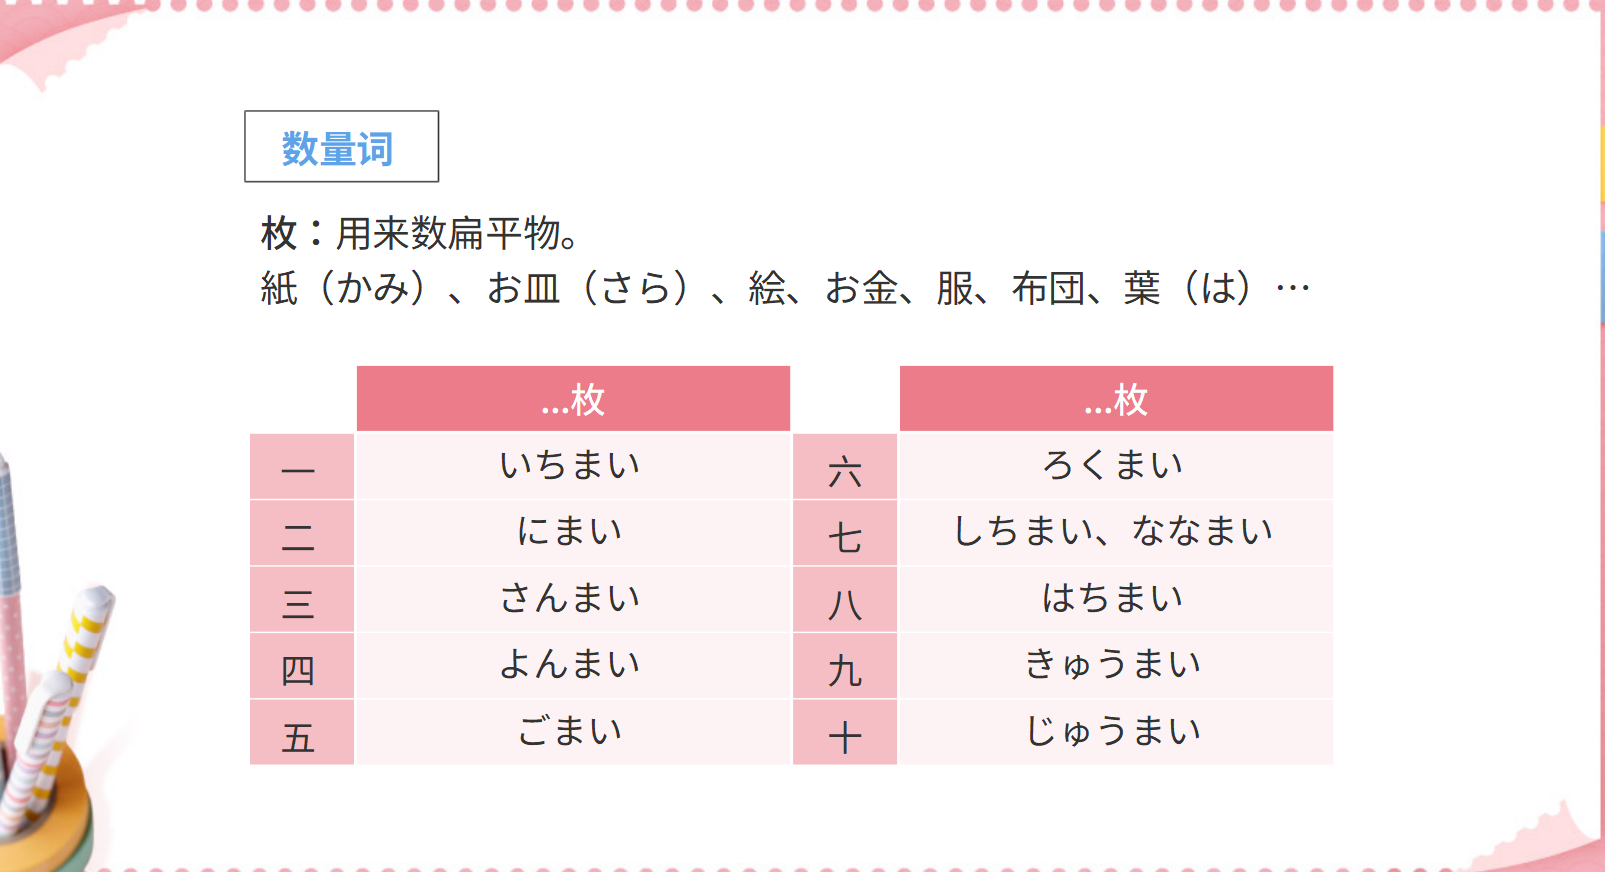 数量词
枚：用来数扁平物。
紙（かみ）、お皿（さら）、絵、お金、服、布団、葉（は）…
...枚 ...枚
一 いちまい 六 ろくまい
二 にまい 七 しちまい、ななまい
三 さんまい 八 はちまい
四 よんまい 九 きゅうまい
五 ごまい 十 じゅうまい